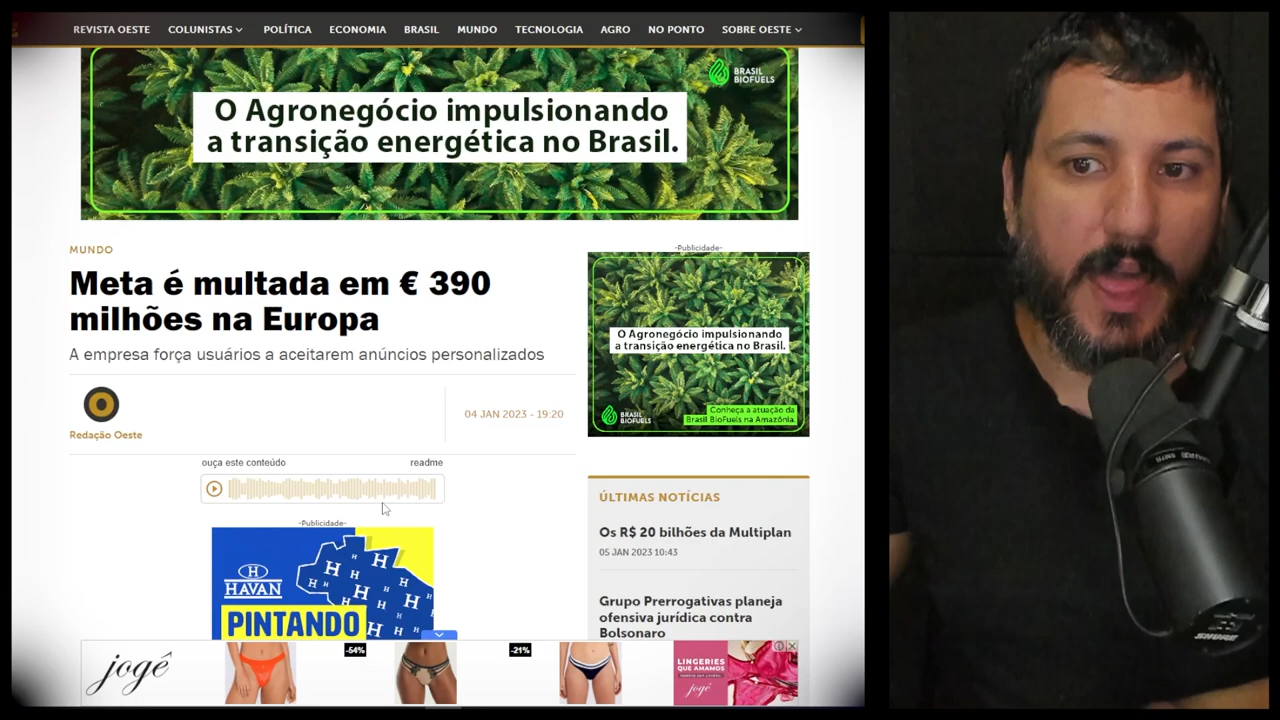 REVISTA OESTE COLUNISTAS POLÍTICA ECONOMIA BRASIL MUNDO TECNOLOGIA AGRO NO PONTO SOBRE OESTE
BRASIL
BIOFUELS
O Agronegócio impulsionando
a transição energética no Brasil.
MUNDO
Meta é multada em € 390
milhões na Europa
A empresa força usuários a aceitarem anúncios personalizados
Redação Oeste
04 JAN 2023 - 19:20
ouça este conteúdo readme
-Publicidade-
H
HAVAN
PINTANDO
-Publicidade-
O Agronegócio impulsionando
a transição energética no Brasil.
BRASIL
BIOFUELS
Conheça a atuação da
Brasil BioFuels na Amazônia.
ÚLTIMAS NOTÍCIAS
Os R$ 20 bilhões da Multiplan
05 JAN 2023 10:43
Grupo Prerrogativas planeja
ofensiva jurídica contra
Bolsonaro
jogê
-54%
-21%
LINGERIES
QUE AMAMOS
jogê
SHURE